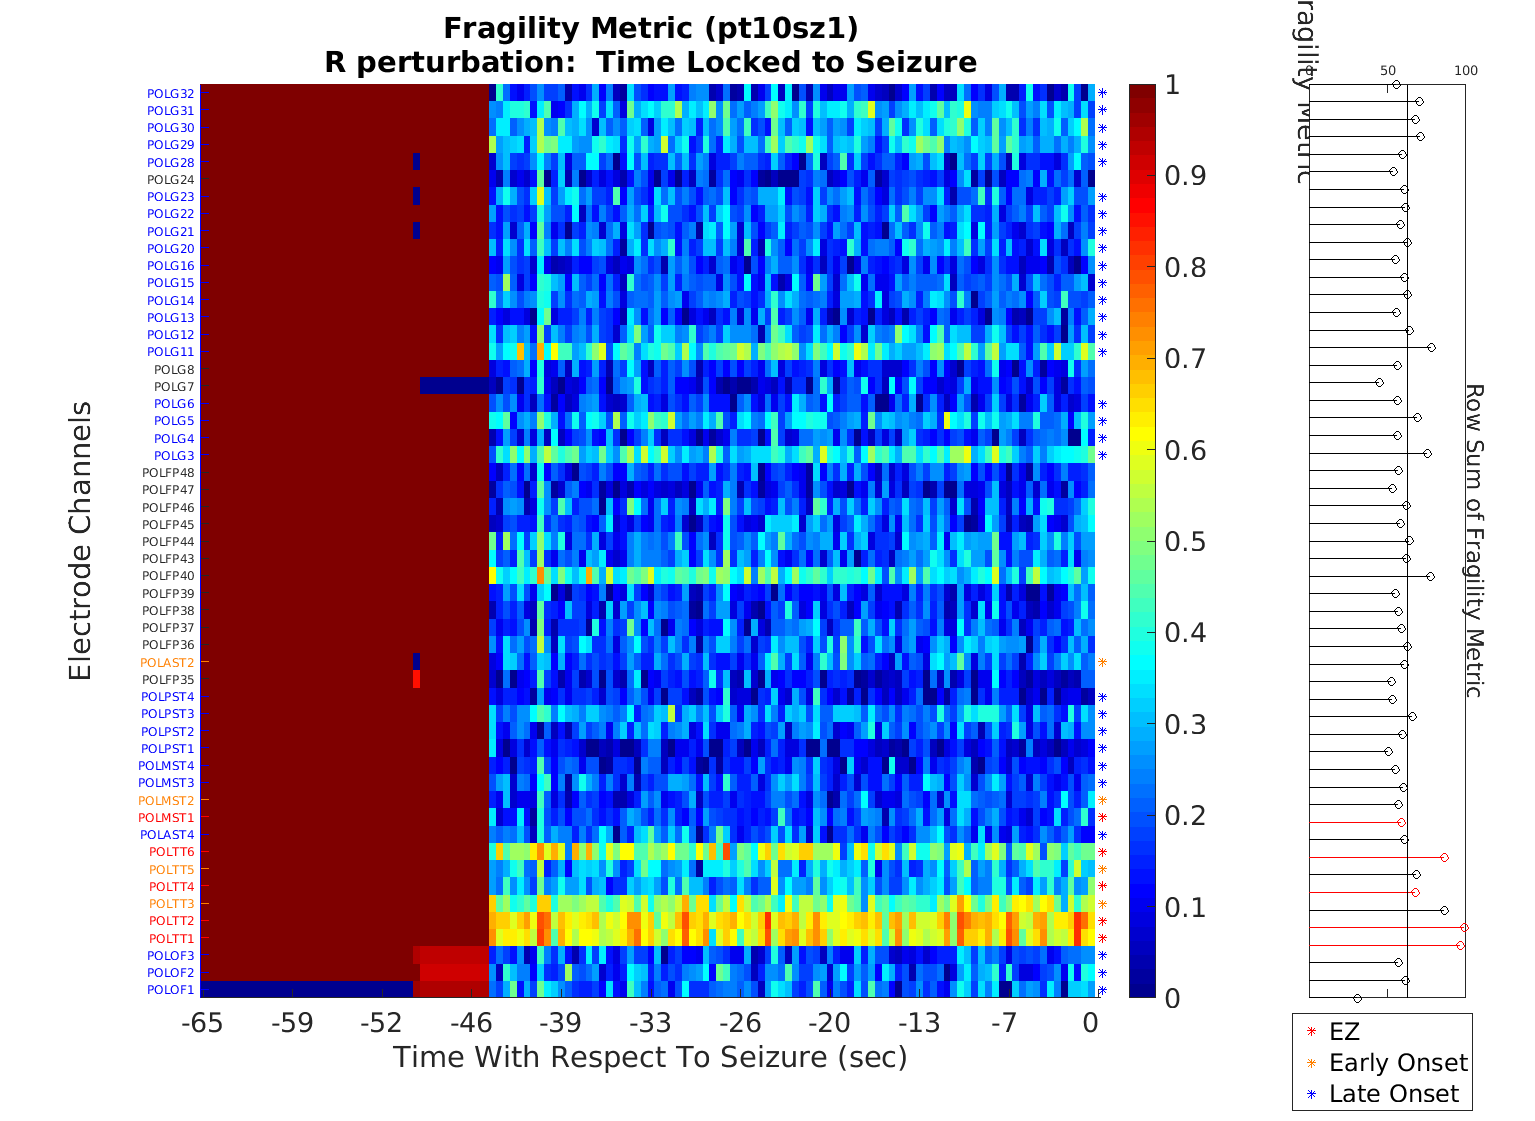 Fragility Metric (pt10sz1)
R perturbation:  Time Locked to Seizure
Electrode Channels
POLG32
POLG31
POLG30
POLG29
POLG28
POLG24
POLG23
POLG22
POLG21
POLG20
POLG16
POLG15
POLG14
POLG13
POLG12
POLG11
POLG8
POLG7
POLG6
POLG5
POLG4
POLG3
POLFP48
POLFP47
POLFP46
POLFP45
POLFP44
POLFP43
POLFP40
POLFP39
POLFP38
POLFP37
POLFP36
POLAST2
POLFP35
POLPST4
POLPST3
POLPST2
POLPST1
POLMST4
POLMST3
POLMST2
POLMST1
POLAST4
POLTT6
POLTT5
POLTT4
POLTT3
POLTT2
POLTT1
POLOF3
POLOF2
POLOF1
-65 -59 -52 -46 -39 -33 -26 -20 -13 -7 0
Time With Respect To Seizure (sec)
1
0.9
0.8
0.7
0.6
0.5
0.4
0.3
0.2
0.1
0
ragility Metric
50 100
Row Sum of Fragility Metric
EZ
Early Onset
Late Onset